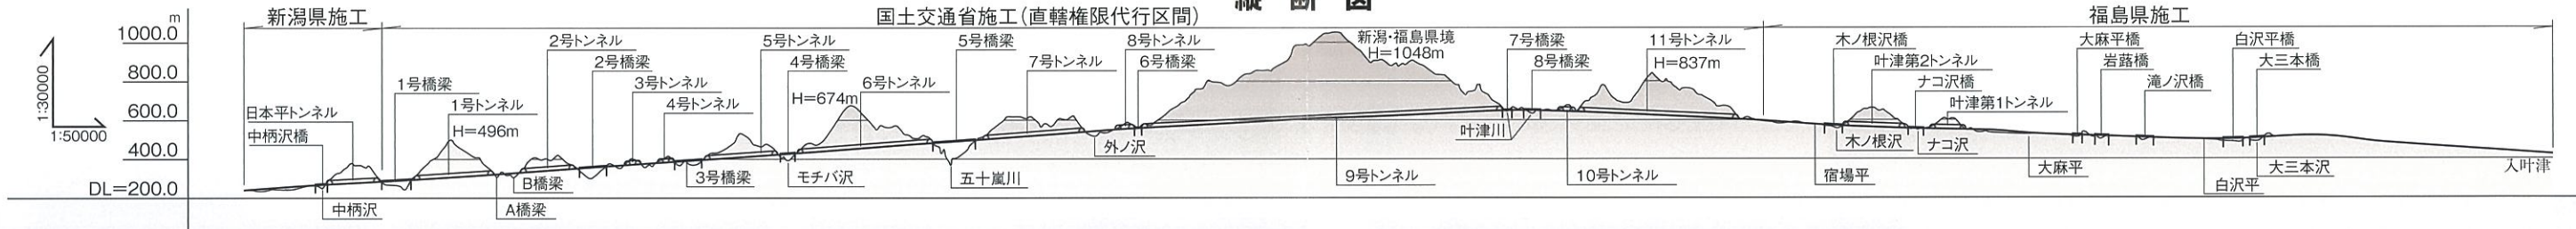 縦断図
新潟県施工
国土交通省施工(直轄権限代行区間)
福島県施工
m
1000.0
800.0
600.0
400.0
DL=200.0
1:30000
1:50000
日本平トンネル
中柄沢橋
中柄沢
1号橋梁
1号トンネル
H=496m
A橋梁
B橋梁
2号トンネル
2号橋梁
3号トンネル
4号トンネル
3号橋梁
5号トンネル
4号橋梁
H=674m
モチバ沢
6号トンネル
5号橋梁
五十嵐川
7号トンネル
外ノ沢
8号トンネル
6号橋梁
新潟・福島県境
H=1048m
9号トンネル
7号橋梁
8号橋梁
叶津川
10号トンネル
11号トンネル
H=837m
宿場平
木ノ根沢橋
木ノ根沢
叶津第2トンネル
ナコ沢橋
ナコ沢
叶津第1トンネル
大麻平
大麻平橋
岩蕗橋
滝ノ沢橋
白沢平橋
白沢平
大三本橋
大三本沢
入叶津